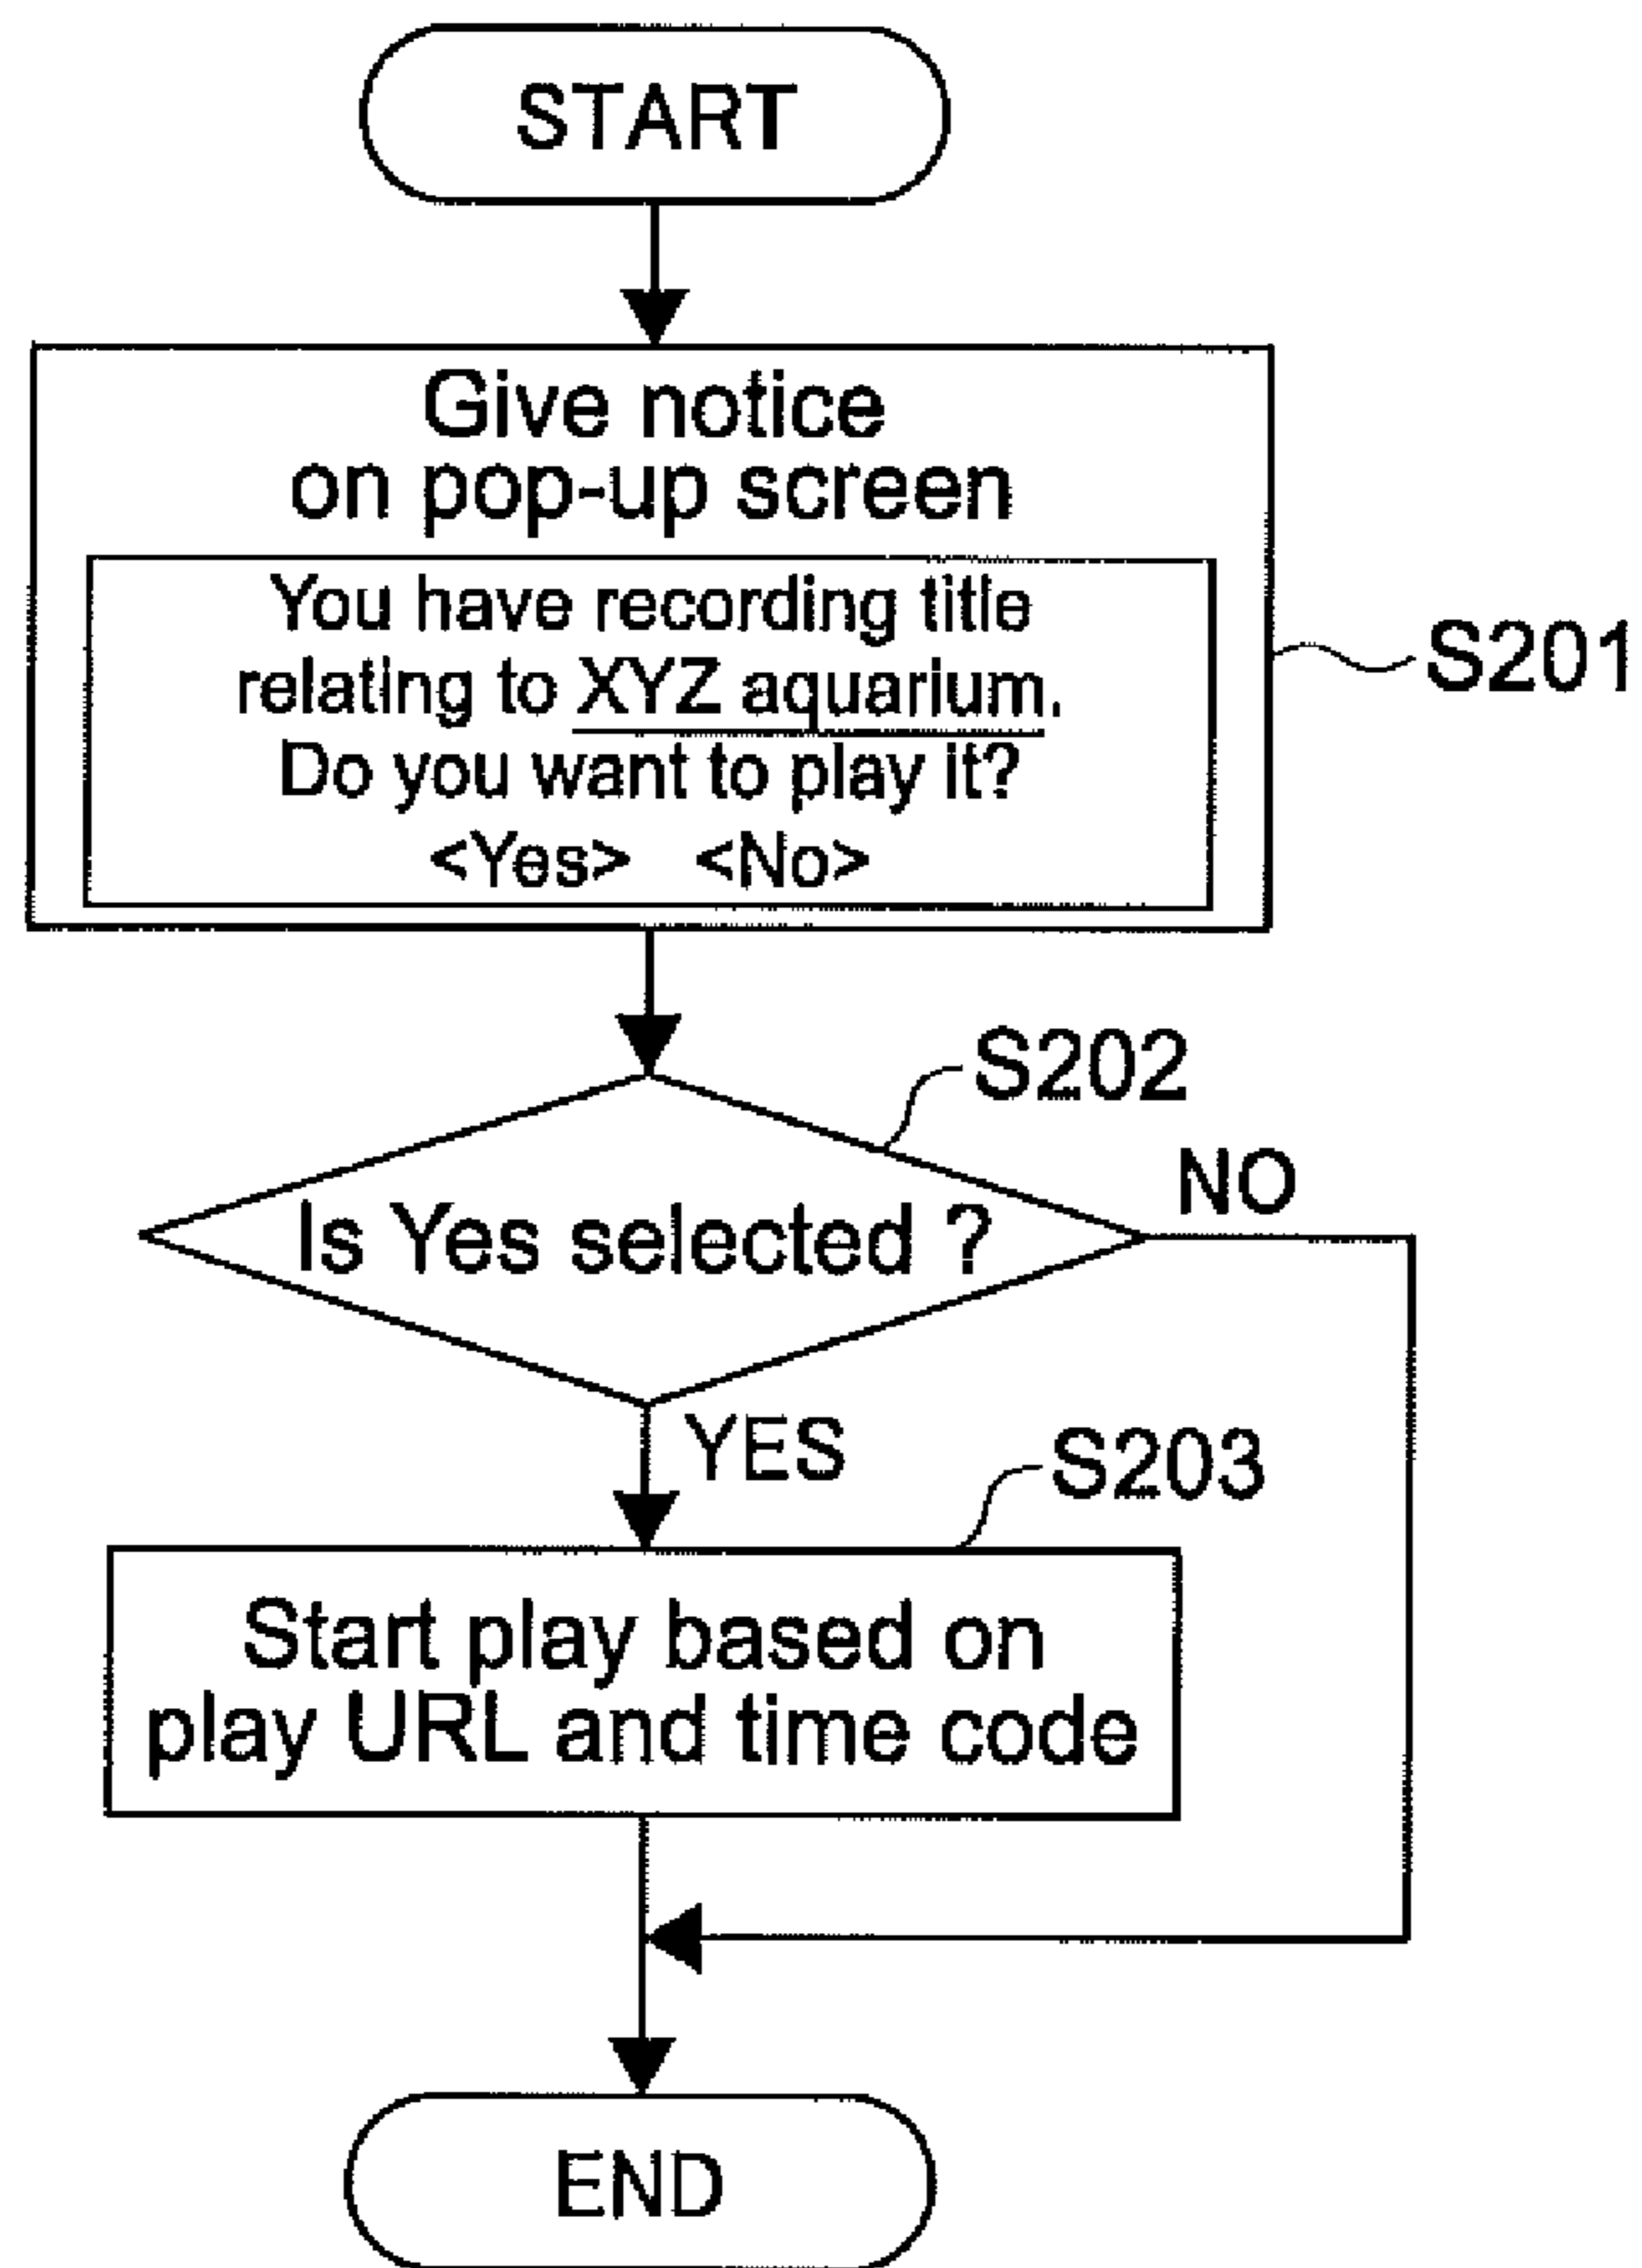 START
Give notice
on pop-up screen
You have recording title
relating to XYZ aquarium.
Do you want to play it?
<Yes> <No>
S201
S202
Is Yes selected ?
NO
YES
S203
Start play based on
play URL and time code
END